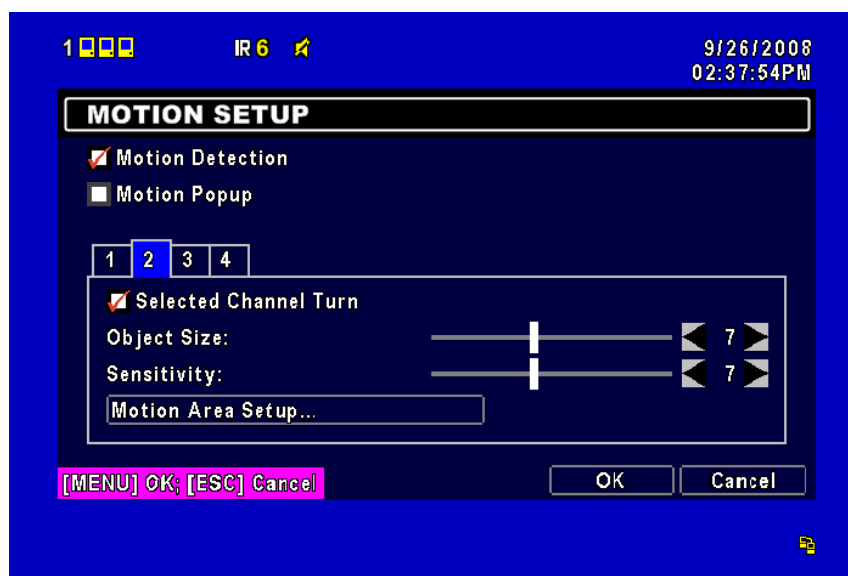 1 IR 6 9/26/2008
02:37:54PM
MOTION SETUP
Motion Detection
Motion Popup
1 2 3 4
Selected Channel Turn
Object Size: 7
Sensitivity: 7
Motion Area Setup...
[MENU] OK; [ESC] Cancel OK Cancel